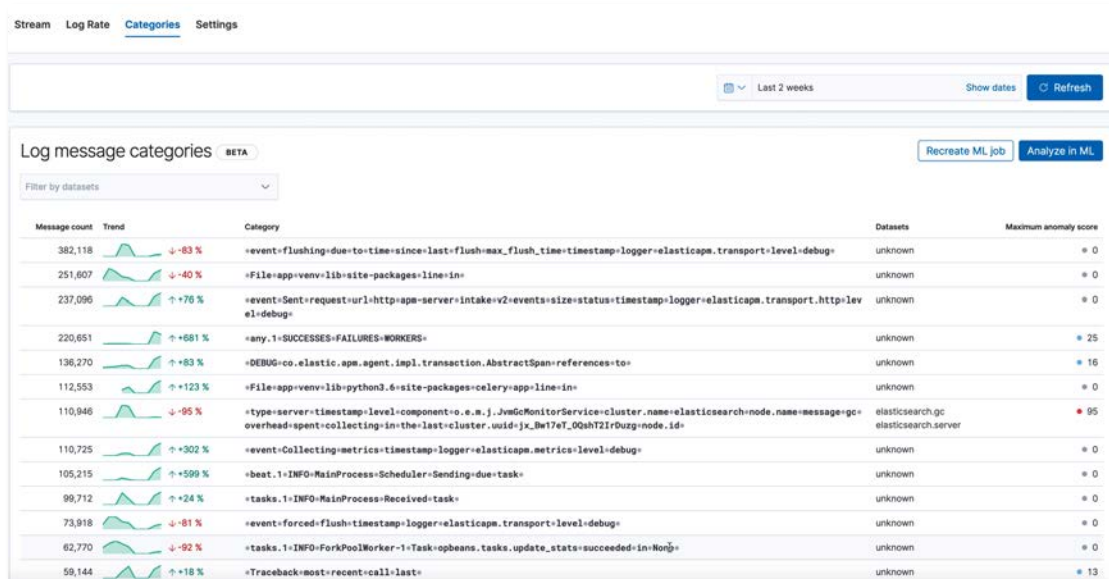 Stream Log Rate Categories Settings
Last 2 weeks Show dates Refresh
Log message categories BETA Recreate ML job Analyze in ML
Filter by datasets
Message count Trend Category Datasets Maximum anomaly score
382,118 ↓ -83 % ∗event∗flushing∗due∗to∗time∗since∗last∗flush∗max_flush_time∗timestamp∗logger∗elasticapm.transport∗level∗debug∗ unknown 0
251,607 ↓ -40 % ∗File∗app∗venv∗lib∗site-packages∗line∗in∗ unknown 0
237,096 ↑ +76 % ∗event∗Sent∗request∗url∗http∗apm-server∗intake∗v2∗events∗size∗status∗timestamp∗logger∗elasticapm.transport.http∗lev unknown 0
el∗debug∗
220,651 ↑ +681 % ∗any.1∗SUCCESSES∗FAILURES∗WORKERS∗ unknown 25
136,270 ↑ +83 % ∗DEBUG∗co.elastic.apm.agent.impl.transaction.AbstractSpan∗references∗to∗ unknown 16
112,553 ↑ +123 % ∗File∗app∗venv∗lib∗python3.6∗site-packages∗celery∗app∗line∗in∗ unknown 0
110,946 ↓ -95 % ∗type∗server∗timestamp∗level∗component∗o.e.m.j.JvmGcMonitorService∗cluster.name∗elasticsearch∗node.name∗message∗gc∗ elasticsearch.gc 95
overhead∗spent∗collecting∗in∗the∗last∗cluster.uuid∗jx_Bw17eT_OQshT2IrDuzg∗node.id∗ elasticsearch.server
110,725 ↑ +302 % ∗event∗Collecting∗metrics∗timestamp∗logger∗elasticapm.metrics∗level∗debug∗ unknown 0
105,215 ↑ +599 % ∗beat.1∗INFO∗MainProcess∗Scheduler∗Sending∗due∗task∗ unknown 0
99,712 ↑ +24 % ∗tasks.1∗INFO∗MainProcess∗Received∗task∗ unknown 0
73,918 ↓ -81 % ∗event∗forced∗flush∗timestamp∗logger∗elasticapm.transport∗level∗debug∗ unknown 0
62,770 ↓ -92 % ∗tasks.1∗INFO∗ForkPoolWorker-1∗Task∗opbeans.tasks.update_stats∗succeeded∗in∗None∗ unknown 0
59,144 ↑ +18 % ∗Traceback∗most∗recent∗call∗last∗ unknown 13